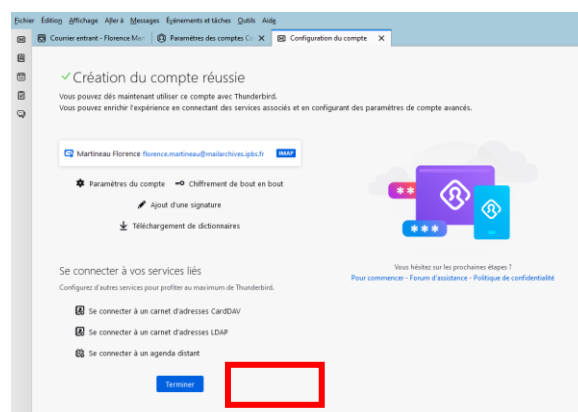 Fichier Édition Affichage Aller à Messages Évènements et tâches Outils Aide
Courrier entrant - Florence Mar Paramètres des comptes Co X Configuration du compte X
Création du compte réussie
Vous pouvez dès maintenant utiliser ce compte avec Thunderbird.
Vous pouvez enrichir l'expérience en connectant des services associés et en configurant des paramètres de compte avancés.
Martineau Florence florence.martineau@mailarchives.ipbs.fr IMAP
Paramètres du compte Chiffrement de bout en bout
Ajout d'une signature
Téléchargement de dictionnaires
Se connecter à vos services liés
Configurez d'autres services pour profiter au maximum de Thunderbird.
Se connecter à un carnet d'adresses CardDAV
Se connecter à un carnet d'adresses LDAP
Se connecter à un agenda distant
Terminer
Vous hésitez sur les prochaines étapes ?
Pour commencer - Forum d'assistance - Politique de confidentialité